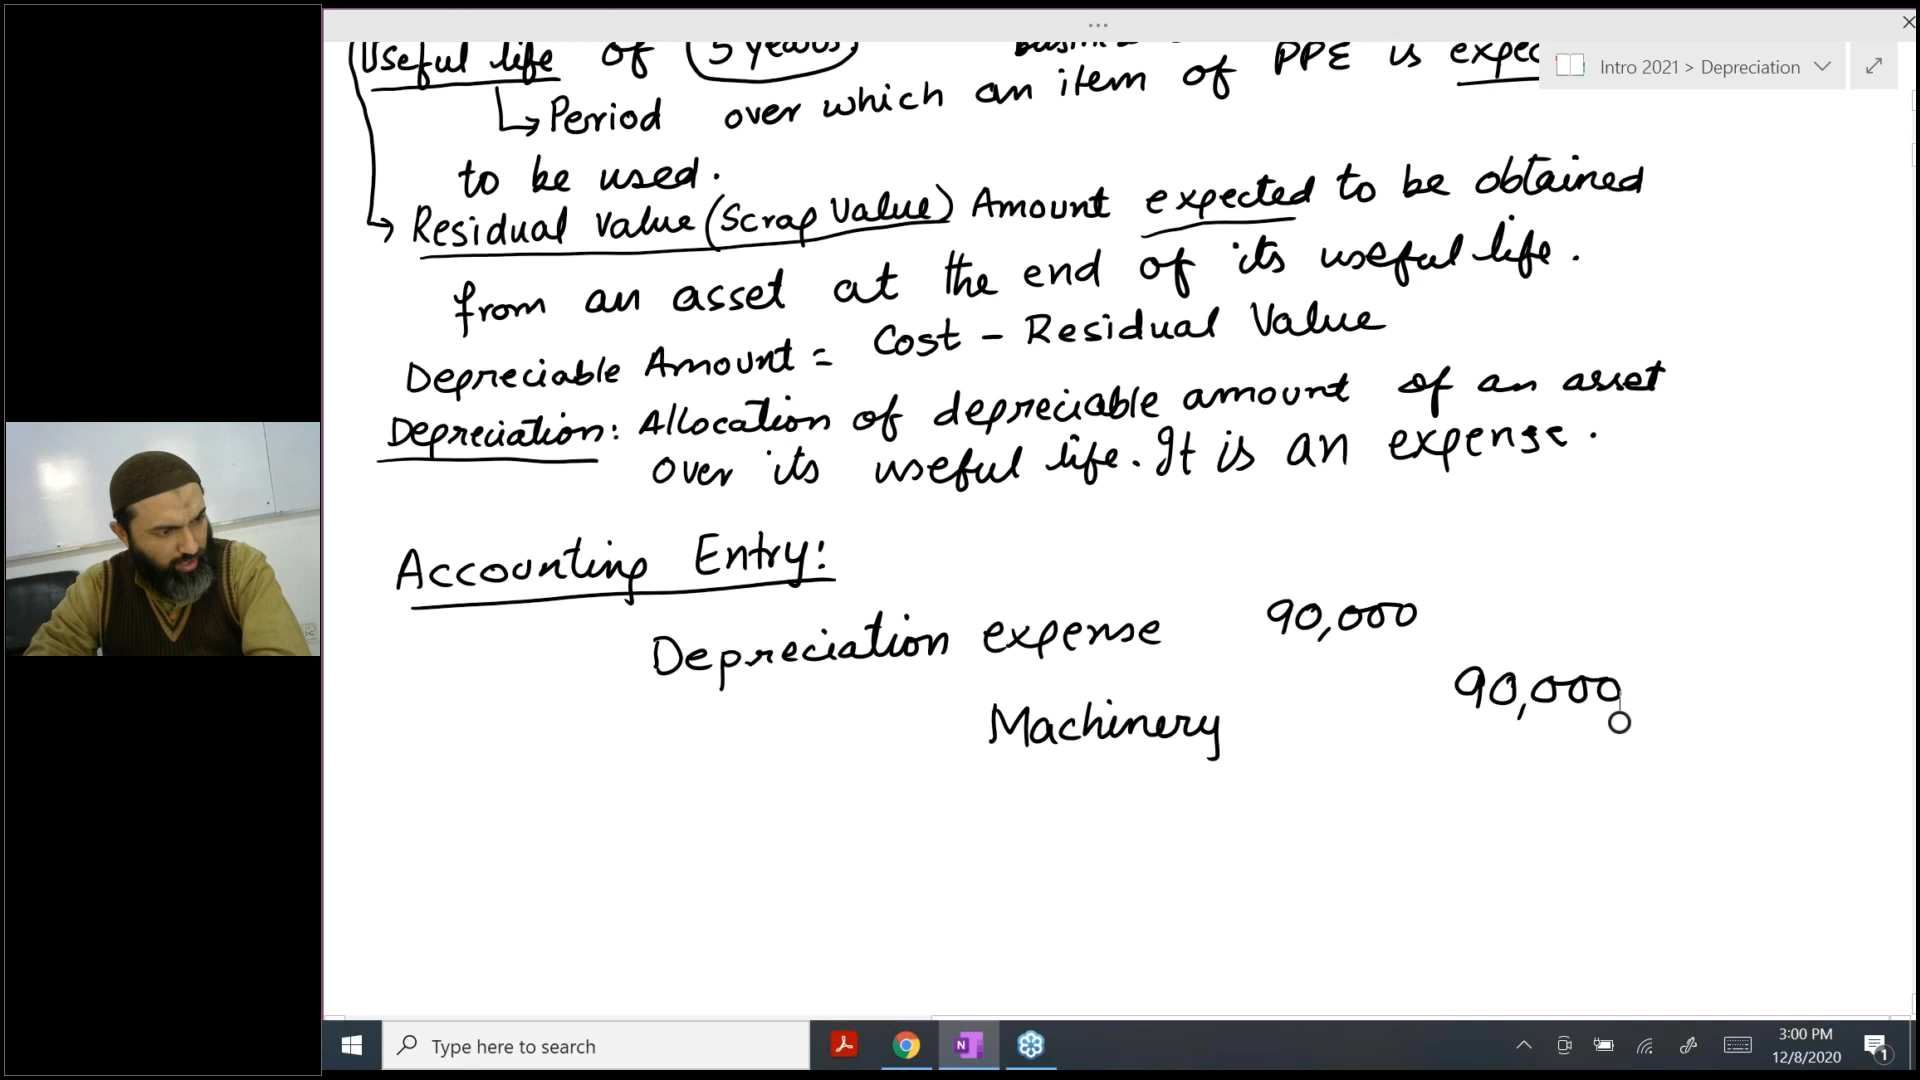 ...
Useful life of (5 years)
PPE is expec
Intro 2021 > Depreciation
Period over which an item of
to be used.
Residual Value (Scrap Value) Amount expected to be obtained
from an asset at the end of its useful life.
Depreciable Amount = Cost - Residual Value
Depreciation: Allocation of depreciable amount of an asset
over its useful life. It is an expense.
Accounting Entry:
Depreciation expense 90,000
Machinery 90,000
Type here to search
N
3:00 PM
12/8/2020
1